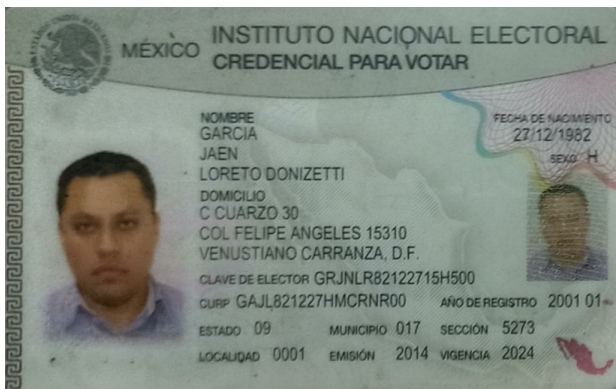 MÉXICO INSTITUTO NACIONAL ELECTORAL
CREDENCIAL PARA VOTAR
NOMBRE
GARCIA
JAEN
LORETO DONIZETTI
FECHA DE NACIMIENTO
27/12/1982
SEXO H
DOMICILIO
C CUARZO 30
COL FELIPE ANGELES 15310
VENUSTIANO CARRANZA, D.F.
CLAVE DE ELECTOR GRJNLR82122715H500
CURP GAJL821227HMCRNR00 AÑO DE REGISTRO 2001 01
ESTADO 09 MUNICIPIO 017 SECCIÓN 5273
LOCALIDAD 0001 EMISIÓN 2014 VIGENCIA 2024